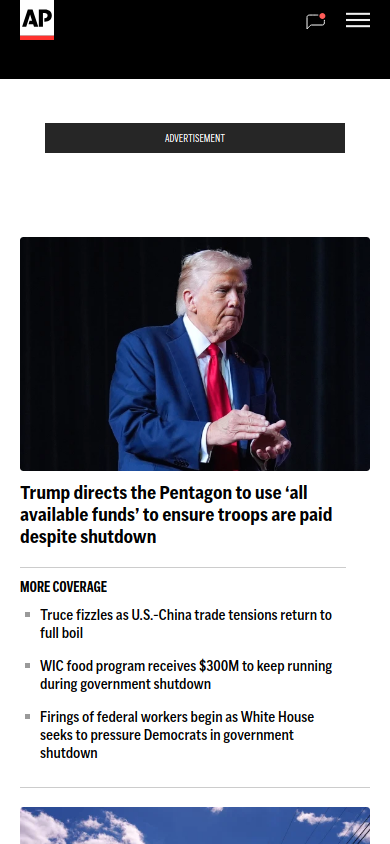 AP
ADVERTISEMENT
Trump directs the Pentagon to use ‘all
available funds’ to ensure troops are paid
despite shutdown
MORE COVERAGE
Truce fizzles as U.S.-China trade tensions return to
full boil
WIC food program receives $300M to keep running
during government shutdown
Firings of federal workers begin as White House
seeks to pressure Democrats in government
shutdown